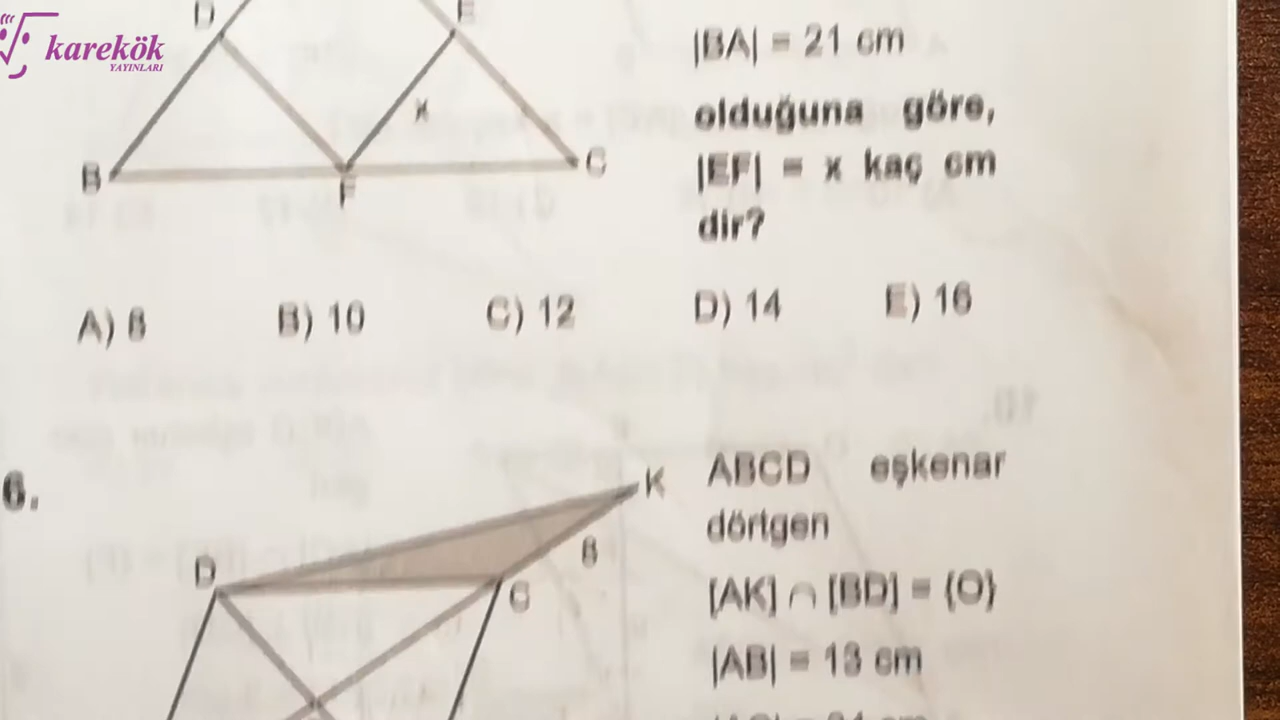 karekök
YAYINLARI
D
E
|BA| = 21 cm
x
olduğuna göre,
B
F
C
|EF| = x kaç cm
dir?
A) 8
B) 10
C) 12
D) 14
E) 16
6.
K
ABCD eşkenar
dörtgen
8
D
C
[AK] ∩ [BD] = {O}
|AB| = 13 cm